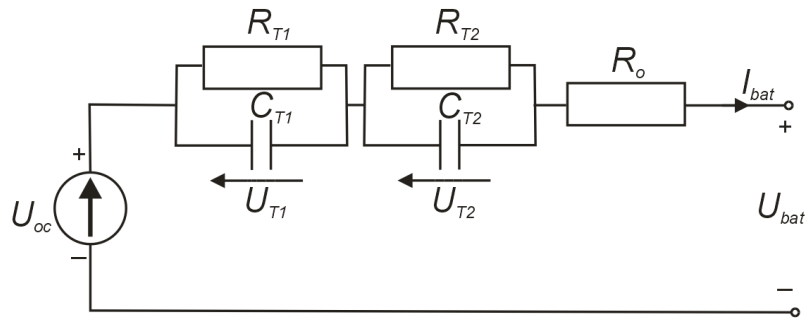 R_T1 R_T2
R_o
C_T1 C_T2
I_bat
+ +
U_T1 U_T2
U_oc U_bat
− −